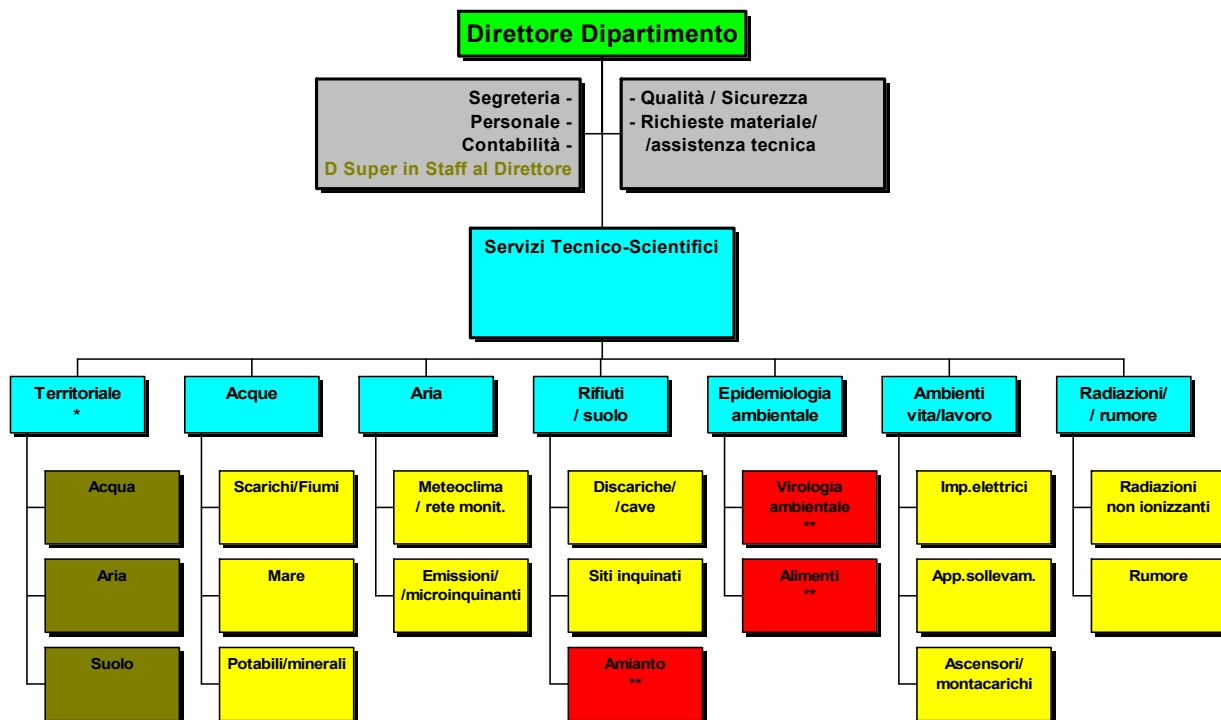 Direttore Dipartimento
Segreteria -
Personale -
Contabilità -
D Super in Staff al Direttore
- Qualità / Sicurezza
- Richieste materiale/
/assistenza tecnica
Servizi Tecnico-Scientifici
Territoriale
*
Acque
Aria
Rifiuti
/ suolo
Epidemiologia
ambientale
Ambienti
vita/lavoro
Radiazioni/
/ rumore
Acqua
Aria
Suolo
Scarichi/Fiumi
Mare
Potabili/minerali
Meteoclima
/ rete monit.
Emissioni/
/microinquinanti
Discariche/
/cave
Siti inquinati
Amianto
**
Virologia
ambientale
**
Alimenti
**
Imp.elettrici
App.sollevam.
Ascensori/
montacarichi
Radiazioni
non ionizzanti
Rumore